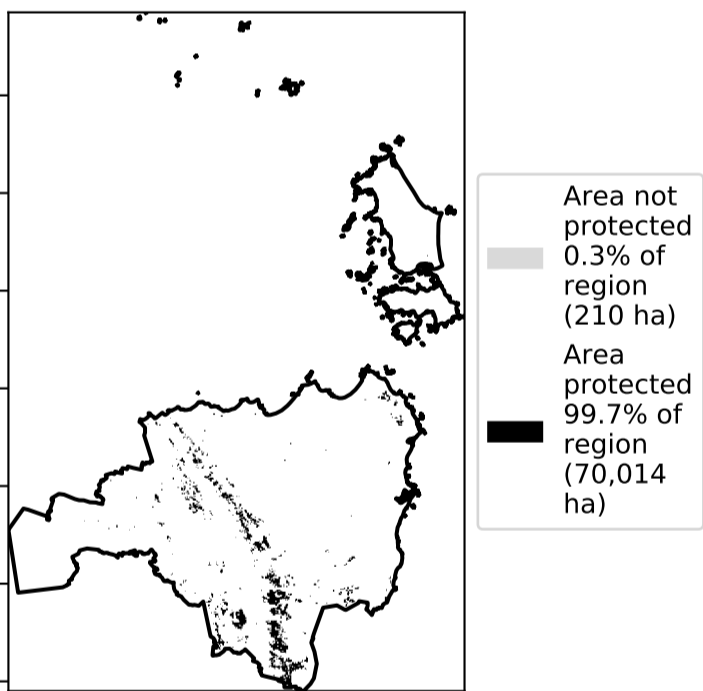 Area not
protected
0.3% of
region
(210 ha)
Area
protected
99.7% of
region
(70,014
ha)